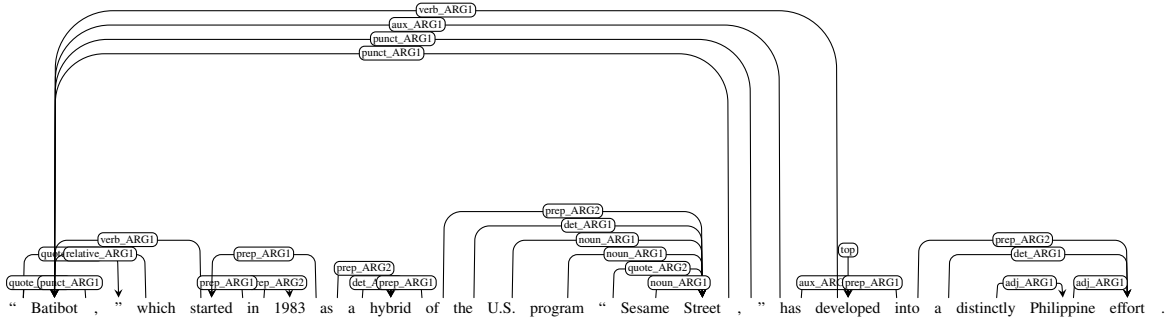 verb_ARG1
aux_ARG1
punct_ARG1
punct_ARG1
prep_ARG2
det_ARG1
verb_ARG1 noun_ARG1 prep_ARG2
relative_ARG1 prep_ARG1 noun_ARG1 top det_ARG1
prep_ARG2 quote_ARG2
punct_ARG1 prep_ARG1 prep_ARG1 noun_ARG1 prep_ARG1 adj_ARG1 adj_ARG1
“ Batibot , ” which started in 1983 as a hybrid of the U.S. program “ Sesame Street , ” has developed into a distinctly Philippine effort .